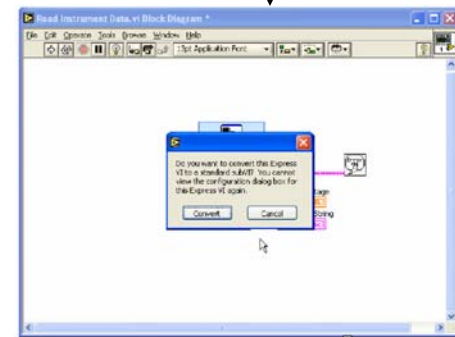 Read Instrument Data.vi Block Diagram *
File Edit Operate Tools Browse Window Help
13pt Application Font
Do you want to convert this Express
VI to a standard subVI? You cannot
view the configuration dialog box for
this Express VI again.
Convert Cancel
tage
String